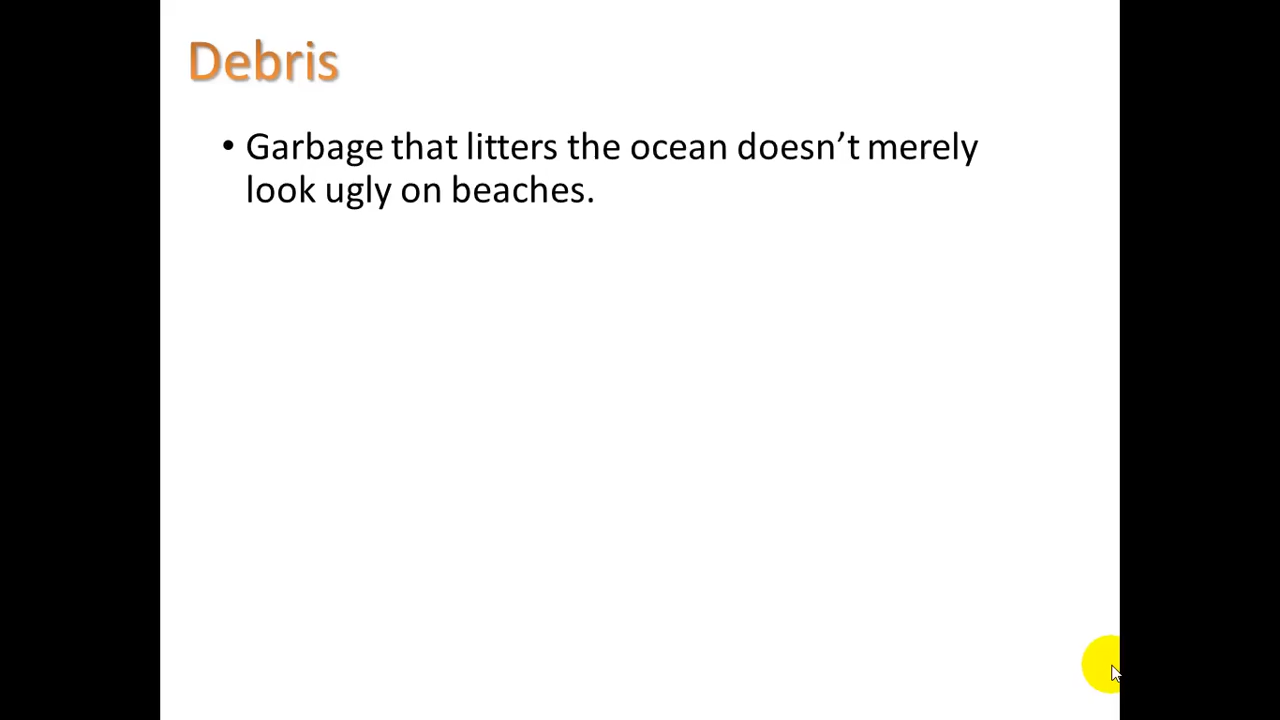 Debris
• Garbage that litters the ocean doesn’t merely
look ugly on beaches.